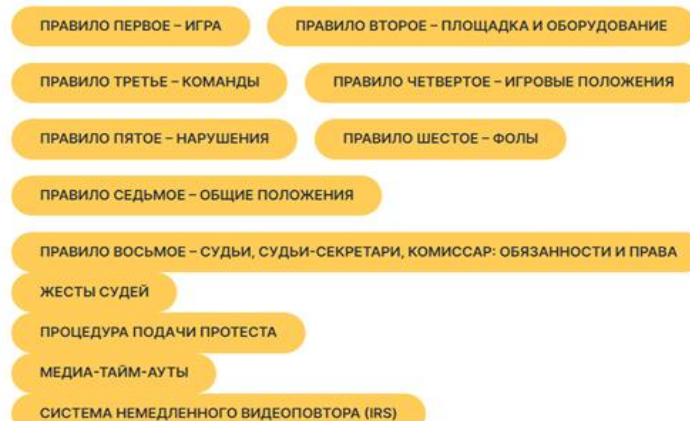 ПРАВИЛО ПЕРВОЕ – ИГРА
ПРАВИЛО ВТОРОЕ – ПЛОЩАДКА И ОБОРУДОВАНИЕ
ПРАВИЛО ТРЕТЬЕ – КОМАНДЫ
ПРАВИЛО ЧЕТВЕРТОЕ – ИГРОВЫЕ ПОЛОЖЕНИЯ
ПРАВИЛО ПЯТОЕ – НАРУШЕНИЯ
ПРАВИЛО ШЕСТОЕ – ФОЛЫ
ПРАВИЛО СЕДЬМОЕ – ОБЩИЕ ПОЛОЖЕНИЯ
ПРАВИЛО ВОСЬМОЕ – СУДЬИ, СУДЬИ-СЕКРЕТАРИ, КОМИССАР: ОБЯЗАННОСТИ И ПРАВА
ЖЕСТЫ СУДЕЙ
ПРОЦЕДУРА ПОДАЧИ ПРОТЕСТА
МЕДИА-ТАЙМ-АУТЫ
СИСТЕМА НЕМЕДЛЕННОГО ВИДЕОПОВТОРА (IRS)